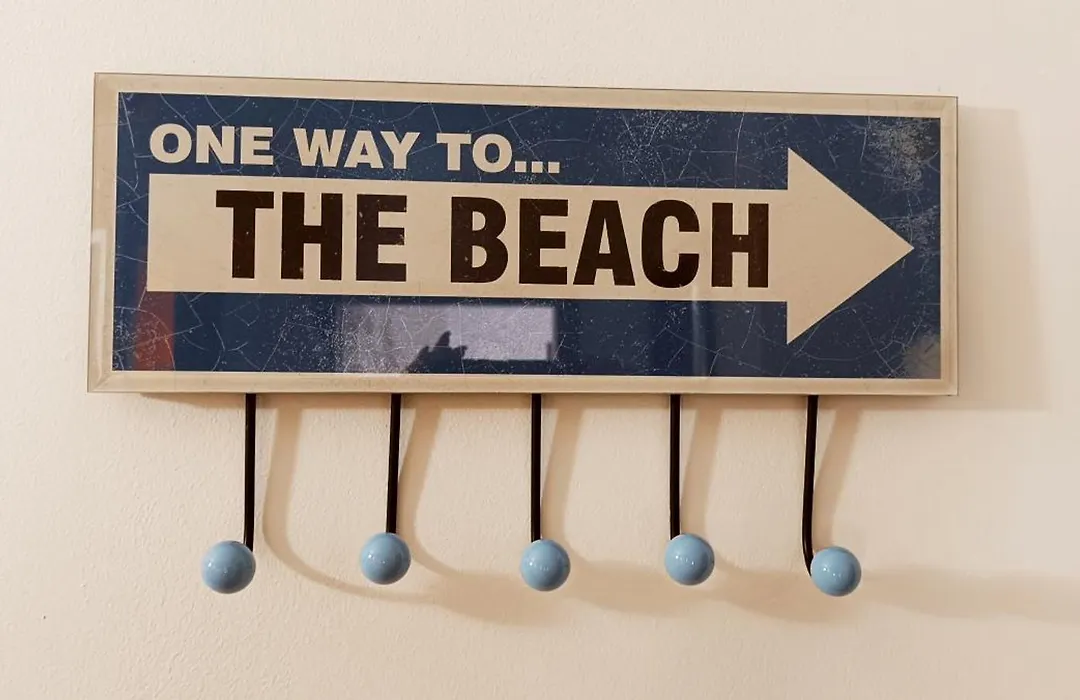 ONE WAY TO...
THE BEACH